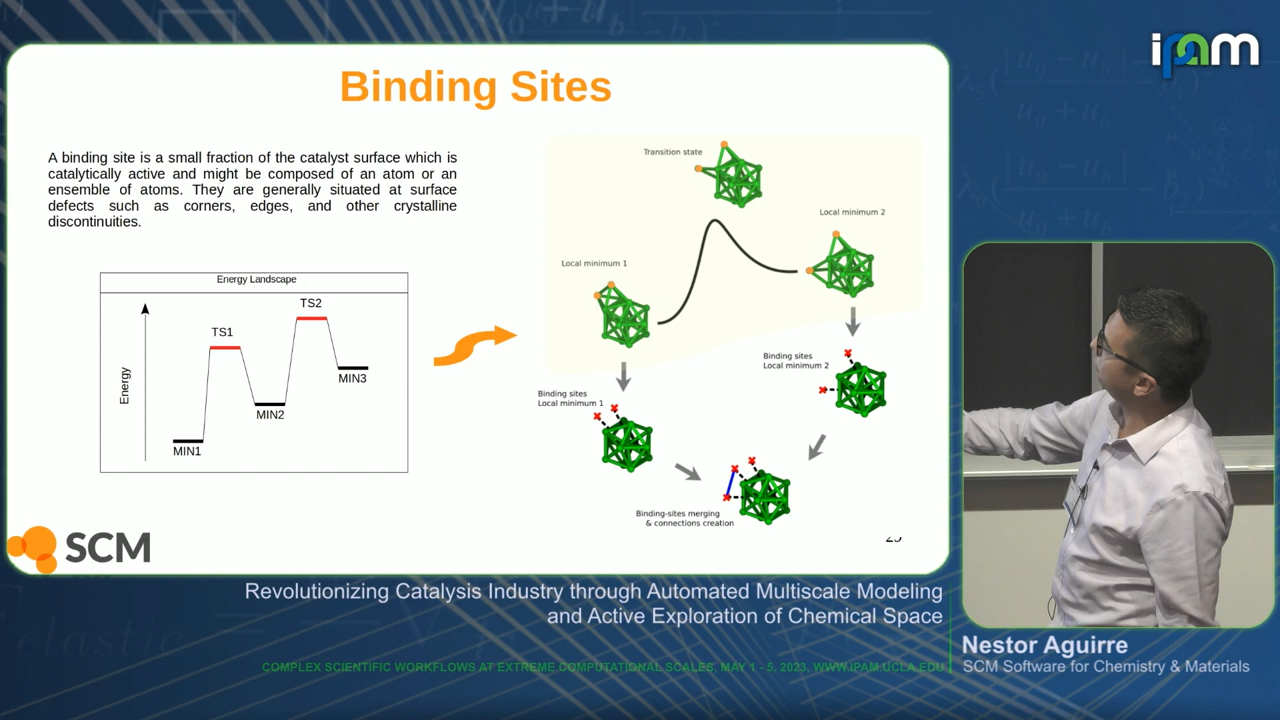 ipam
Binding Sites
A binding site is a small fraction of the catalyst surface which is
catalytically active and might be composed of an atom or an
ensemble of atoms. They are generally situated at surface
defects such as corners, edges, and other crystalline
discontinuities.
Energy Landscape
Energy
TS1
TS2
MIN1
MIN2
MIN3
Transition state
Local minimum 1
Local minimum 2
Binding sites
Local minimum 1
Binding sites
Local minimum 2
Binding-sites merging
& connections creation
SCM
Revolutionizing Catalysis Industry through Automated Multiscale Modeling
and Active Exploration of Chemical Space
COMPLEX SCIENTIFIC WORKFLOWS AT EXTREME COMPUTATIONAL SCALES, MAY 1 - 5, 2023, WWW.IPAM.UCLA.EDU
Nestor Aguirre
SCM Software for Chemistry & Materials